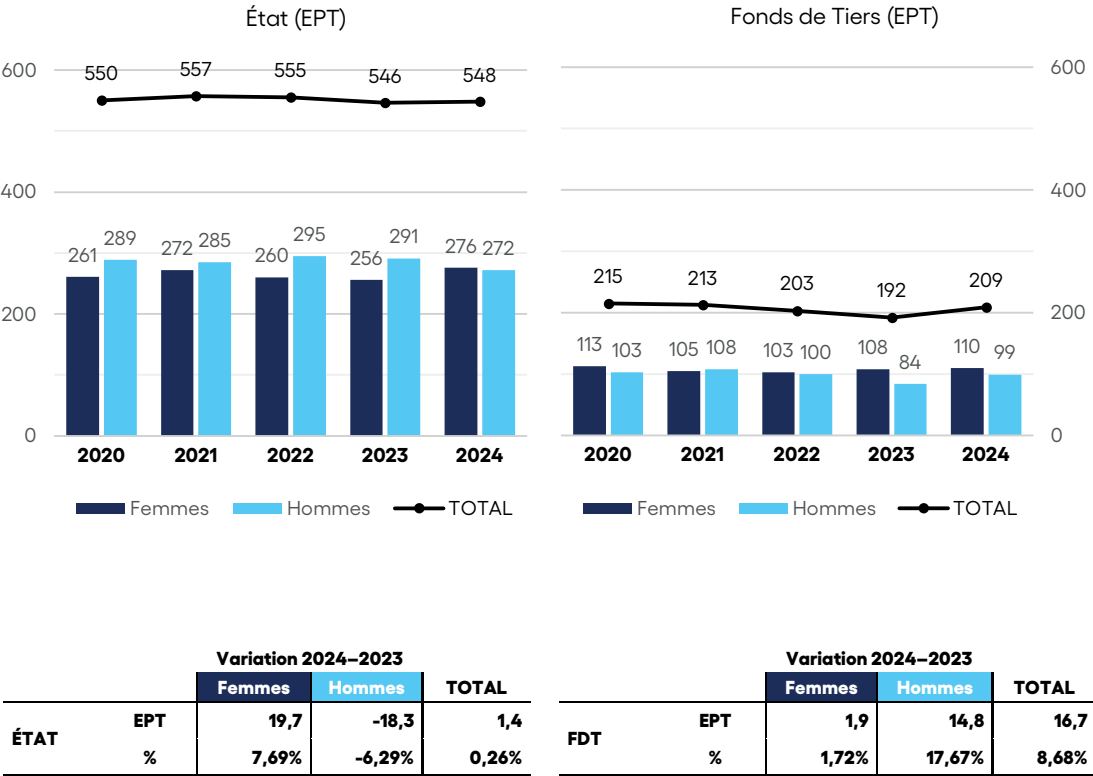 État (EPT)
600
400
200
0
550 557 555 546 548
261 289 272 285 260 295 256 291 276 272
2020 2021 2022 2023 2024
Femmes Hommes TOTAL
Fonds de Tiers (EPT)
600
400
200
0
215 213 203 192 209
113 103 105 108 103 100 108 84 110 99
2020 2021 2022 2023 2024
Femmes Hommes TOTAL
Variation 2024–2023
Femmes Hommes TOTAL
ÉTAT
EPT 19,7 -18,3 1,4
% 7,69% -6,29% 0,26%
Variation 2024–2023
Femmes Hommes TOTAL
FDT
EPT 1,9 14,8 16,7
% 1,72% 17,67% 8,68%